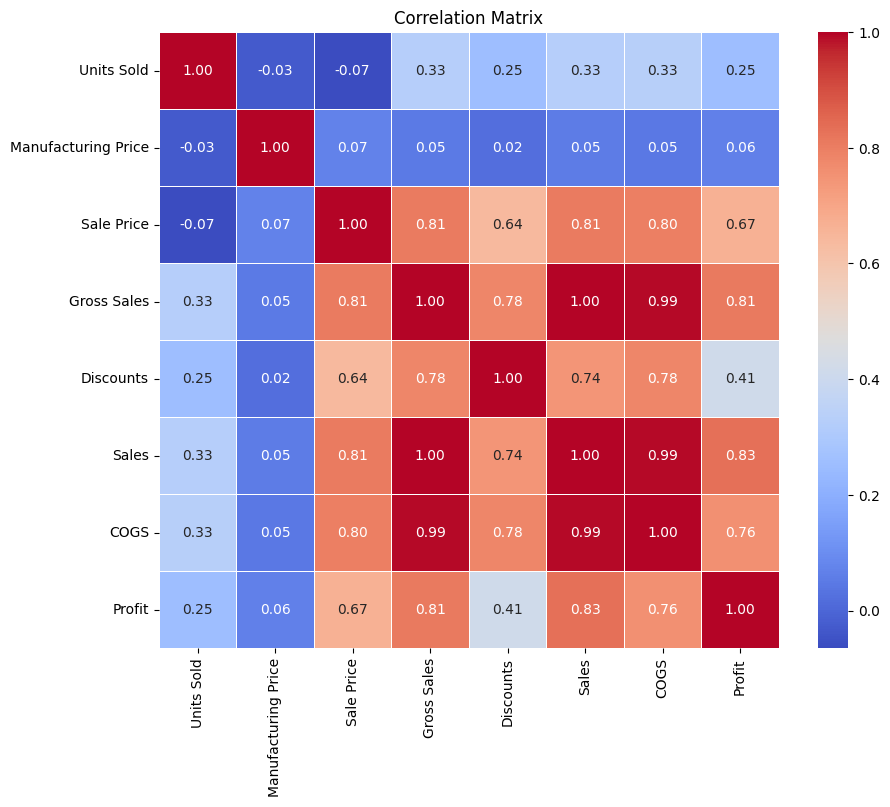 Correlation Matrix
Units Sold 1.00 -0.03 -0.07 0.33 0.25 0.33 0.33 0.25
Manufacturing Price -0.03 1.00 0.07 0.05 0.02 0.05 0.05 0.06
Sale Price -0.07 0.07 1.00 0.81 0.64 0.81 0.80 0.67
Gross Sales 0.33 0.05 0.81 1.00 0.78 1.00 0.99 0.81
Discounts 0.25 0.02 0.64 0.78 1.00 0.74 0.78 0.41
Sales 0.33 0.05 0.81 1.00 0.74 1.00 0.99 0.83
COGS 0.33 0.05 0.80 0.99 0.78 0.99 1.00 0.76
Profit 0.25 0.06 0.67 0.81 0.41 0.83 0.76 1.00
Units Sold
Manufacturing Price
Sale Price
Gross Sales
Discounts
Sales
COGS
Profit
1.0
0.8
0.6
0.4
0.2
0.0